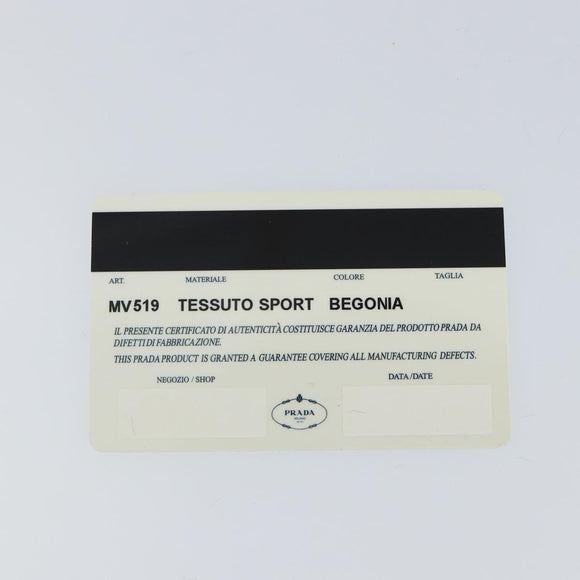 ART. MATERIALE COLORE TAGLIA
MV519 TESSUTO SPORT BEGONIA
IL PRESENTE CERTIFICATO DI AUTENTICITÀ COSTITUISCE GARANZIA DEL PRODOTTO PRADA DA
DIFETTI DI FABBRICAZIONE.
THIS PRADA PRODUCT IS GRANTED A GUARANTEE COVERING ALL MANUFACTURING DEFECTS.
NEGOZIO / SHOP DATA / DATE
PRADA
MILANO